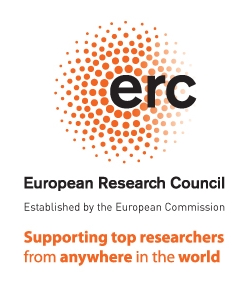 erc
European Research Council
Established by the European Commission
Supporting top researchers
from anywhere in the world